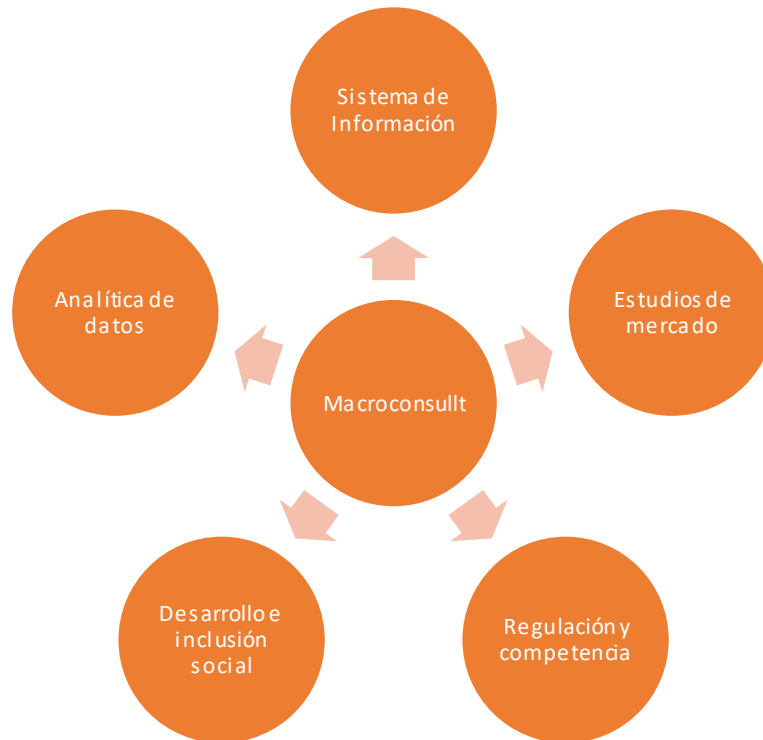 Sistema de
Información
Analítica de
datos
Estudios de
mercado
Macroconsullt
Desarrollo e
inclusión
social
Regulación y
competencia